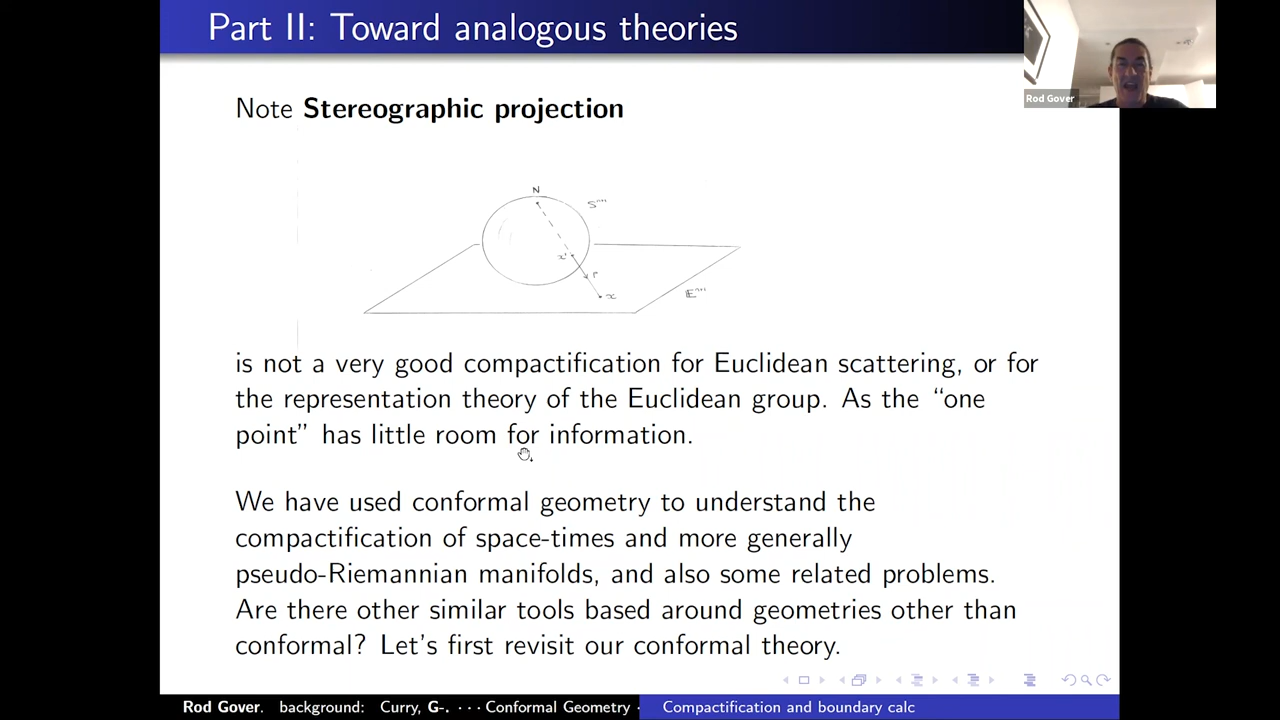 Part II: Toward analogous theories
Rod Gover
Note Stereographic projection
N
x'
P
x
is not a very good compactification for Euclidean scattering, or for
the representation theory of the Euclidean group. As the “one
point” has little room for information.
We have used conformal geometry to understand the
compactification of space-times and more generally
pseudo-Riemannian manifolds, and also some related problems.
Are there other similar tools based around geometries other than
conformal? Let's first revisit our conformal theory.
Rod Gover. background: Curry, G-. ··· Conformal Geometry · Compactification and boundary calc